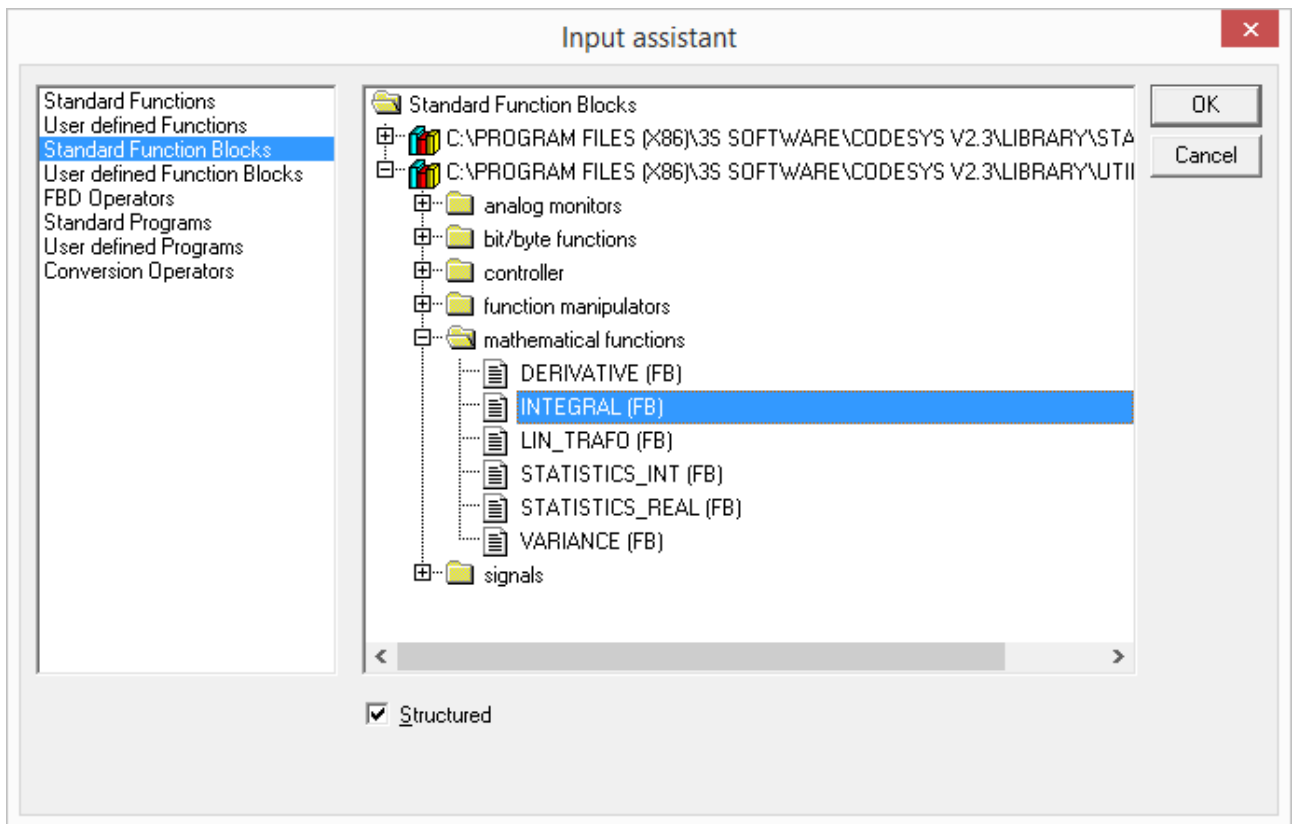 Input assistant
Standard Functions
User defined Functions
Standard Function Blocks
User defined Function Blocks
FBD Operators
Standard Programs
User defined Programs
Conversion Operators
Standard Function Blocks
C:\PROGRAM FILES (X86)\3S SOFTWARE\CODESYS V2.3\LIBRARY\STA
C:\PROGRAM FILES (X86)\3S SOFTWARE\CODESYS V2.3\LIBRARY\UTII
analog monitors
bit/byte functions
controller
function manipulators
mathematical functions
DERIVATIVE (FB)
INTEGRAL (FB)
LIN_TRAFO (FB)
STATISTICS_INT (FB)
STATISTICS_REAL (FB)
VARIANCE (FB)
signals
Structured
OK
Cancel